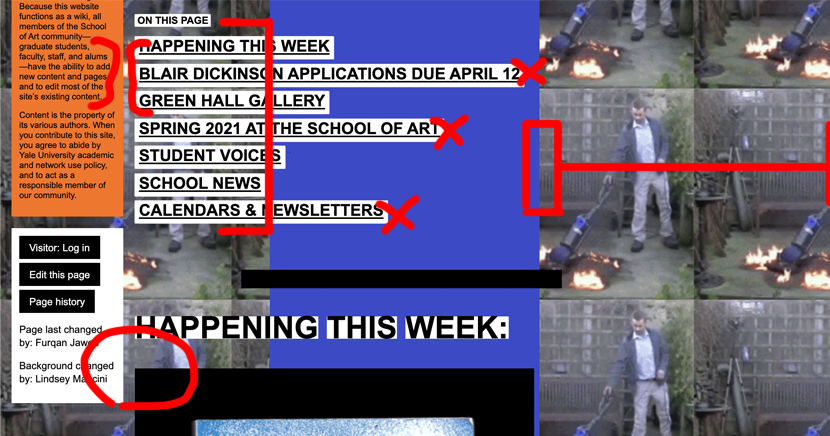 Because this website
functions as a wiki, all
members of the School
of Art community—
graduate students,
faculty, staff, and alums
—have the ability to add
new content and pages
and to edit most of the
site's existing content.
Content is the property of
its various authors. When
you contribute to this site,
you agree to abide by
Yale University academic
and network use policy,
and to act as a
responsible member of
our community.
Visitor: Log in
Edit this page
Page history
Page last changed
by: Furqan Jawed
Background changed
by: Lindsey Mancini
ON THIS PAGE
HAPPENING THIS WEEK
BLAIR DICKINSON APPLICATIONS DUE APRIL 12
GREEN HALL GALLERY
SPRING 2021 AT THE SCHOOL OF ART
STUDENT VOICES
SCHOOL NEWS
CALENDARS & NEWSLETTERS
HAPPENING THIS WEEK: